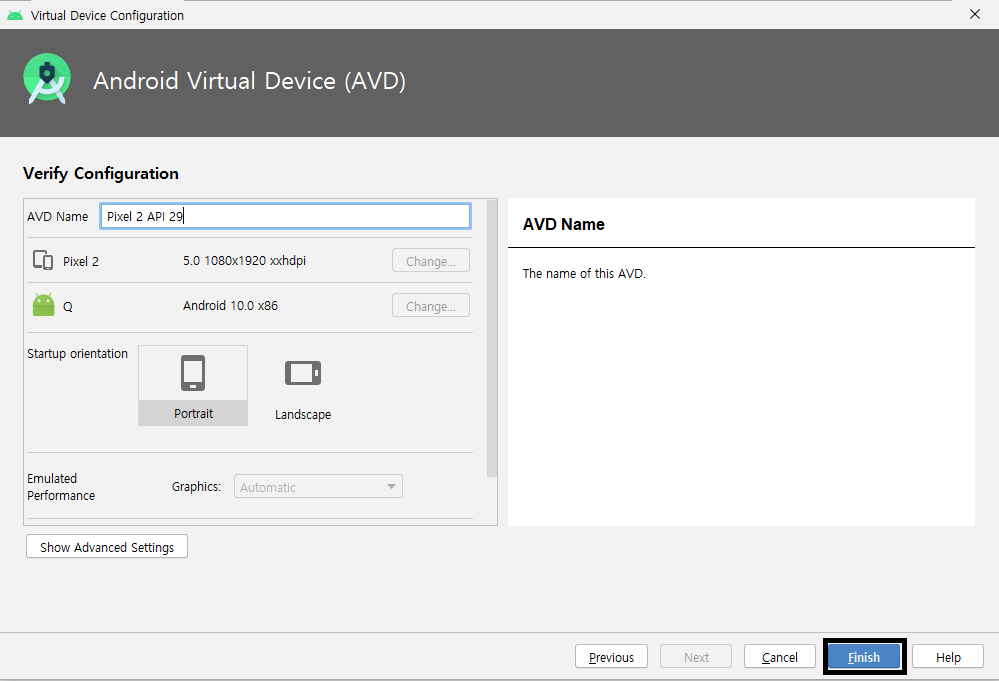 Virtual Device Configuration
Android Virtual Device (AVD)
Verify Configuration
AVD Name Pixel 2 API 29
Pixel 2 5.0 1080x1920 xxhdpi Change...
Q Android 10.0 x86 Change...
Startup orientation
Portrait Landscape
Emulated
Performance
Graphics: Automatic
Show Advanced Settings
AVD Name
The name of this AVD.
Previous Next Cancel Finish Help